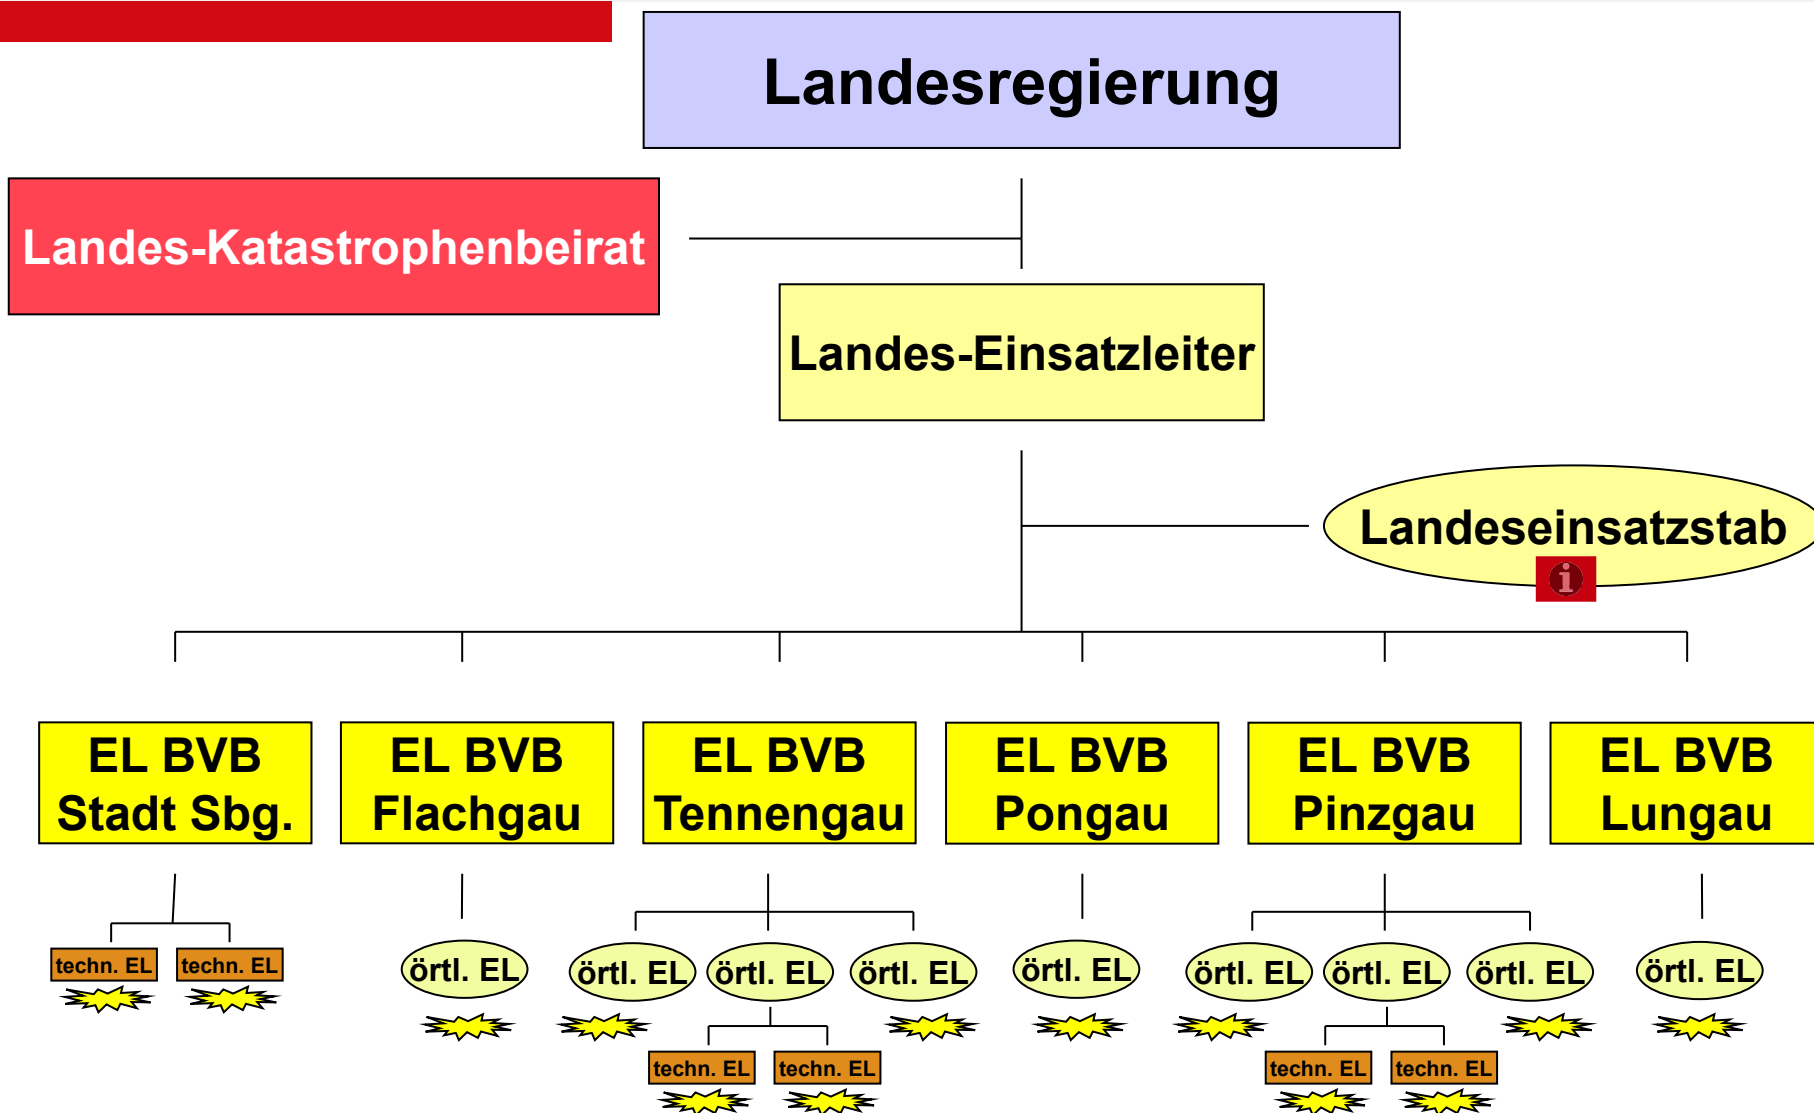 Landesregierung
Landes-Katastrophenbeirat
Landes-Einsatzleiter
Landeseinsatzstab
i
EL BVB
Stadt Sbg.
EL BVB
Flachgau
EL BVB
Tennengau
EL BVB
Pongau
EL BVB
Pinzgau
EL BVB
Lungau
techn. EL
techn. EL
örtl. EL
örtl. EL
örtl. EL
örtl. EL
örtl. EL
örtl. EL
örtl. EL
örtl. EL
örtl. EL
techn. EL
techn. EL
techn. EL
techn. EL